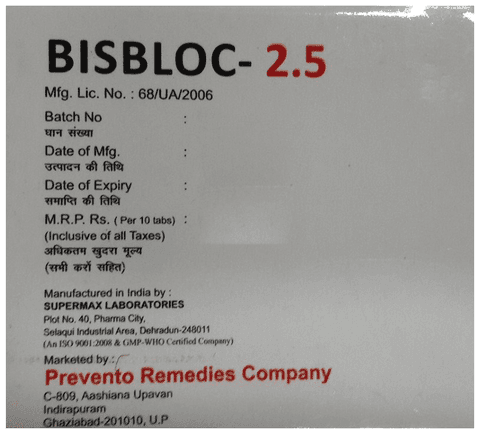 BISBLOC- 2.5
Mfg. Lic. No. : 68/UA/2006
Batch No :
घान संख्या
Date of Mfg. :
उत्पादन की तिथि
Date of Expiry :
समाप्ति की तिथि
M.R.P. Rs. ( Per 10 tabs) :
(Inclusive of all Taxes)
अधिकतम खुदरा मूल्य
(सभी करों सहित)
Manufactured in India by :
SUPERMAX LABORATORIES
Plot No. 40, Pharma City,
Selaqui Industrial Area, Dehradun-248011
(An ISO 9001:2008 & GMP-WHO Certified Company)
Marketed by :
Prevento Remedies Company
C-809, Aashiana Upavan
Indirapuram
Ghaziabad-201010, U.P